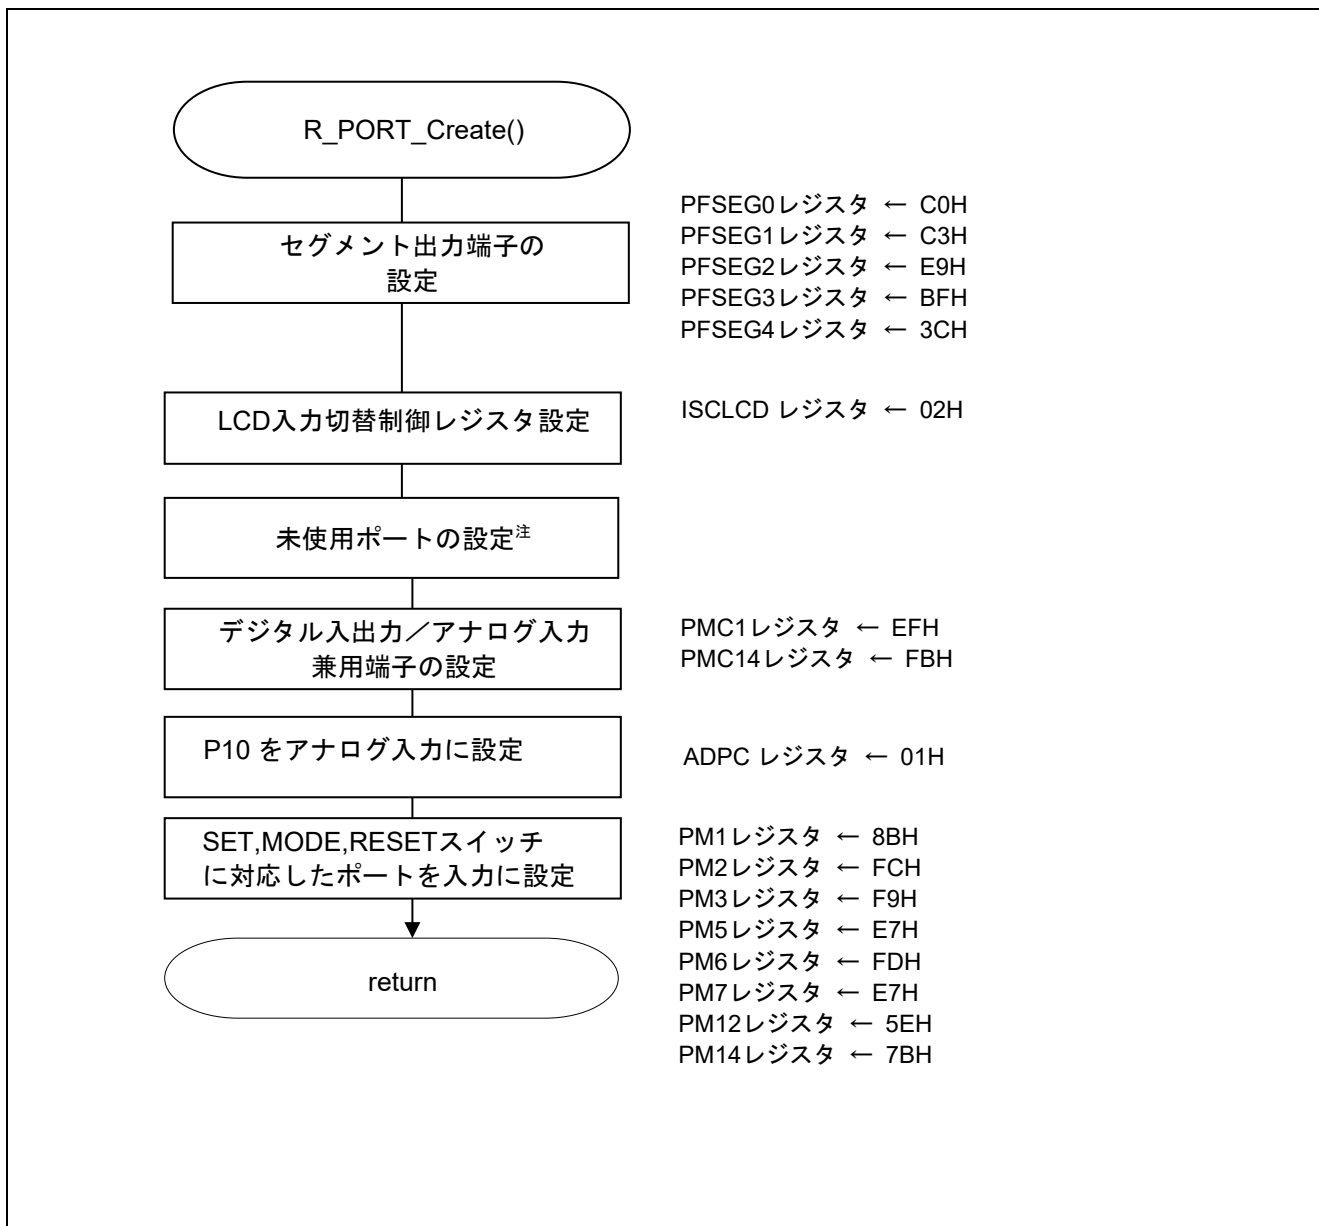 R_PORT_Create()
セグメント出力端子の
設定
PFSEG0レジスタ ← C0H
PFSEG1レジスタ ← C3H
PFSEG2レジスタ ← E9H
PFSEG3レジスタ ← BFH
PFSEG4レジスタ ← 3CH
LCD入力切替制御レジスタ設定
ISCLCD レジスタ ← 02H
未使用ポートの設定注
デジタル入出力／アナログ入力
兼用端子の設定
PMC1レジスタ ← EFH
PMC14レジスタ ← FBH
P10 をアナログ入力に設定
ADPC レジスタ ← 01H
SET,MODE,RESETスイッチ
に対応したポートを入力に設定
PM1レジスタ ← 8BH
PM2レジスタ ← FCH
PM3レジスタ ← F9H
PM5レジスタ ← E7H
PM6レジスタ ← FDH
PM7レジスタ ← E7H
PM12レジスタ ← 5EH
PM14レジスタ ← 7BH
return